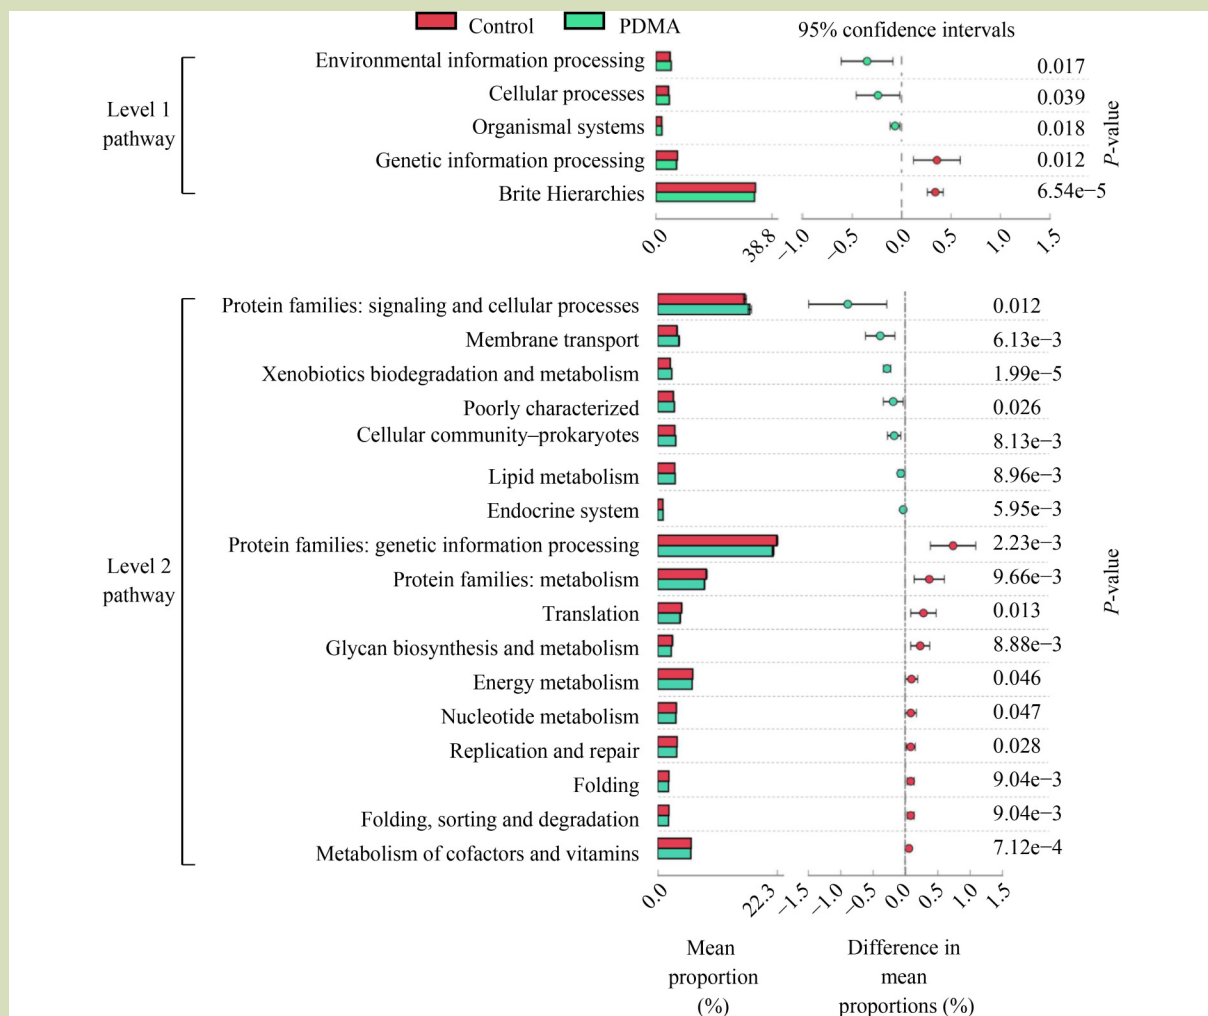 Control PDMA 95% confidence intervals
Environmental information processing 0.017
Cellular processes 0.039
Level 1
pathway
Organismal systems 0.018
Genetic information processing 0.012
Brite Hierarchies 6.54e−5
P-value
0.0 38.8 −1.0 −0.5 0.0 0.5 1.0 1.5
Protein families: signaling and cellular processes 0.012
Membrane transport 6.13e−3
Xenobiotics biodegradation and metabolism 1.99e−5
Poorly characterized 0.026
Cellular community–prokaryotes 8.13e−3
Lipid metabolism 8.96e−3
Endocrine system 5.95e−3
Protein families: genetic information processing 2.23e−3
Level 2
pathway
Protein families: metabolism 9.66e−3
P-value
Translation 0.013
Glycan biosynthesis and metabolism 8.88e−3
Energy metabolism 0.046
Nucleotide metabolism 0.047
Replication and repair 0.028
Folding 9.04e−3
Folding, sorting and degradation 9.04e−3
Metabolism of cofactors and vitamins 7.12e−4
0.0 22.3 −1.5 −1.0 −0.5 0.0 0.5 1.0 1.5
Mean
proportion
(%)
Difference in
mean
proportions (%)